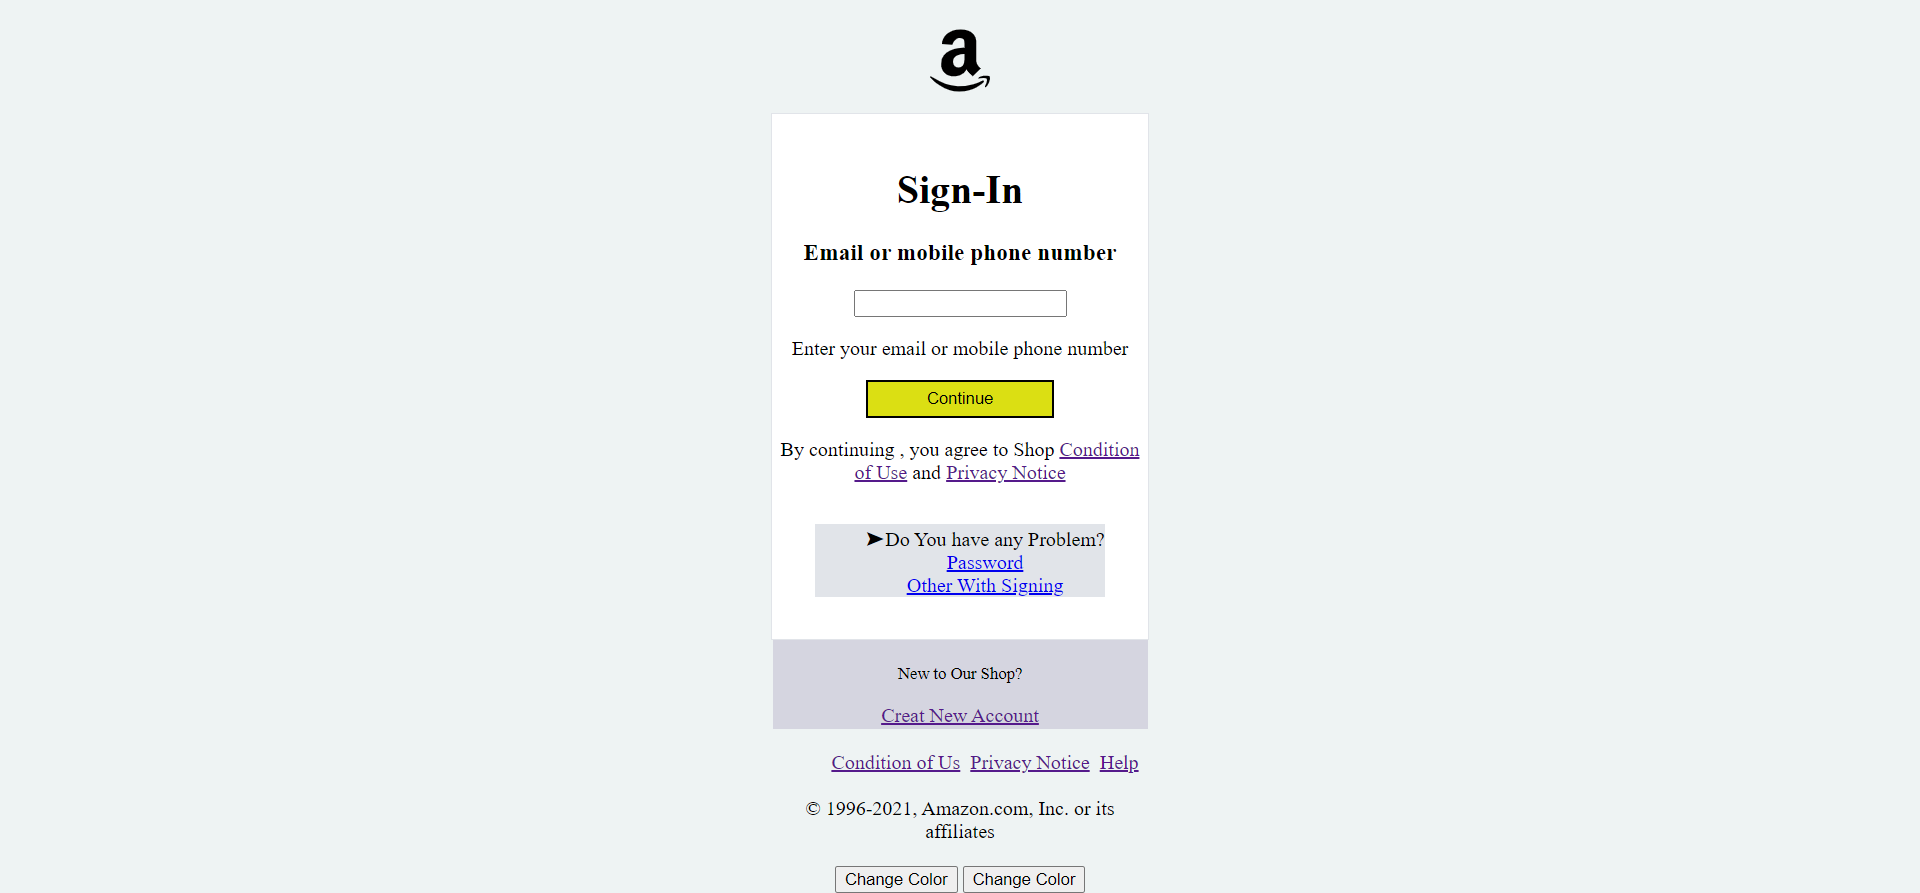 a
Sign-In
Email or mobile phone number
Enter your email or mobile phone number
Continue
By continuing , you agree to Shop Condition
of Use and Privacy Notice
➤Do You have any Problem?
Password
Other With Signing
New to Our Shop?
Creat New Account
Condition of Us Privacy Notice Help
© 1996-2021, Amazon.com, Inc. or its
affiliates
Change Color Change Color